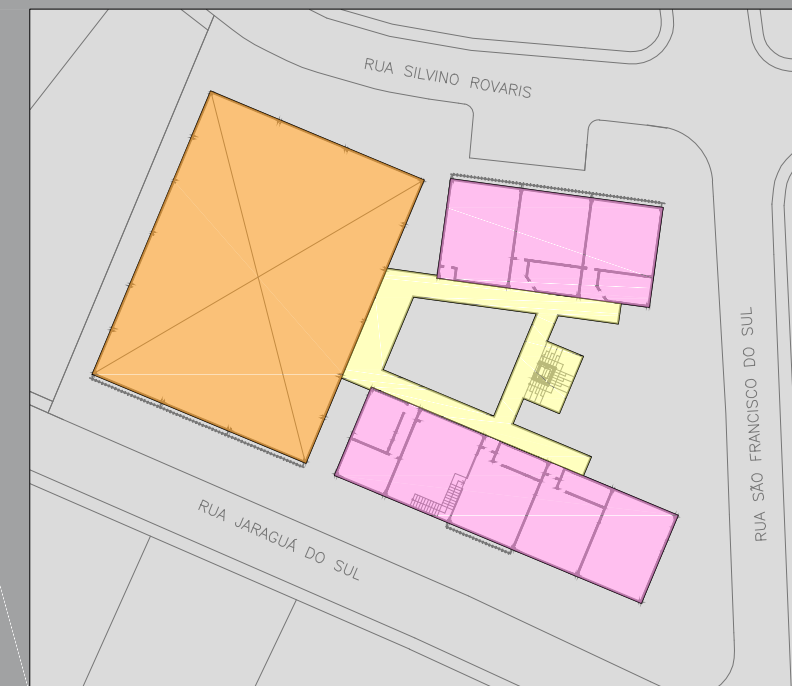 RUA SILVINO ROVARIS
RUA SÃO FRANCISCO DO SUL
RUA JARAGUÁ DO SUL